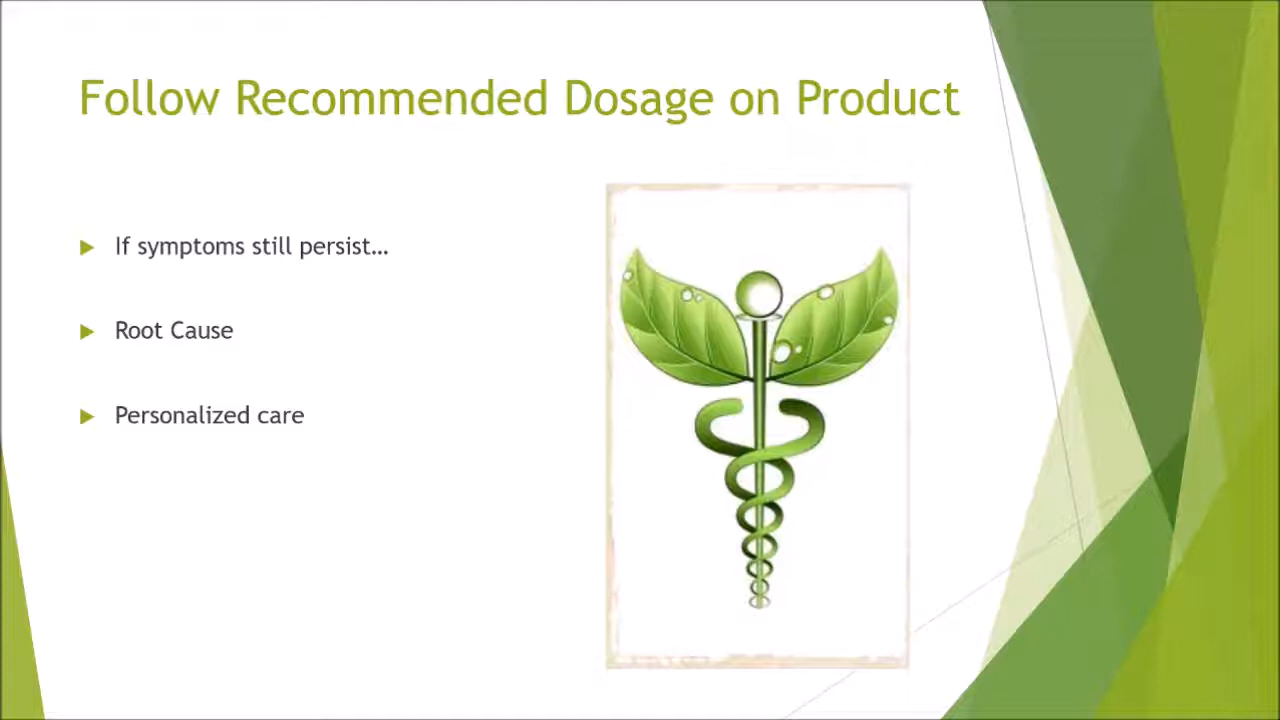 Follow Recommended Dosage on Product
If symptoms still persist…
Root Cause
Personalized care